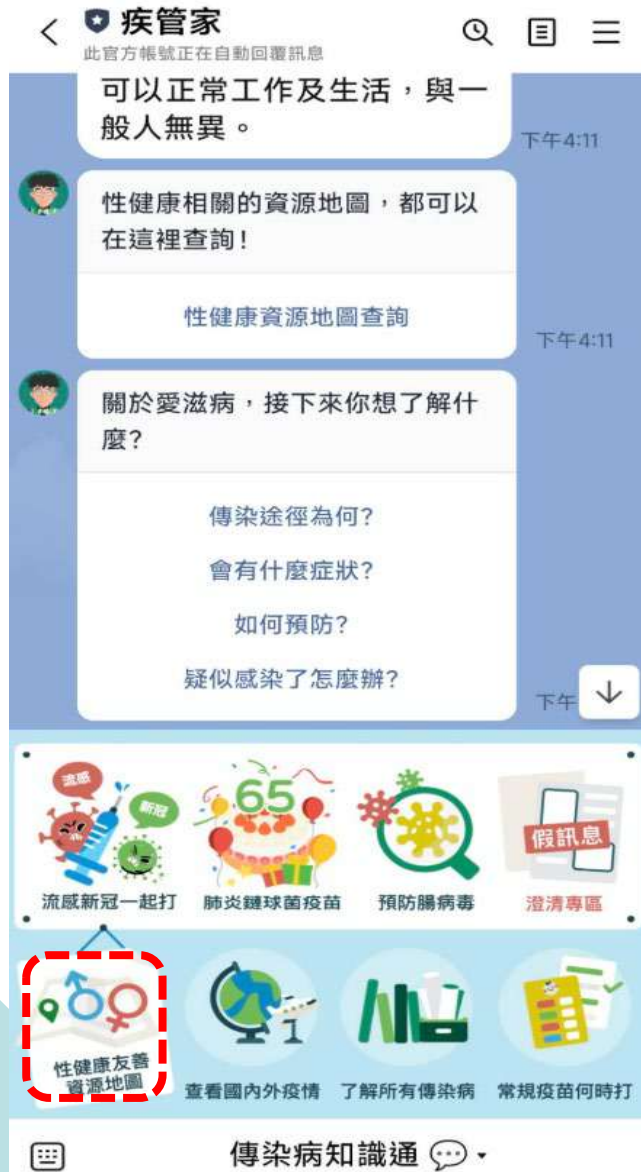 疾管家
此官方帳號正在自動回覆訊息
可以正常工作及生活，與一
般人無異。
下午4:11
性健康相關的資源地圖，都可以
在這裡查詢!
性健康資源地圖查詢
下午4:11
關於愛滋病，接下來你想了解什
麼?
傳染途徑為何?
會有什麼症狀?
如何預防?
疑似感染了怎麼辦?
下午
流感
新冠
流感新冠一起打
65
肺炎鏈球菌疫苗
預防腸病毒
假訊息
澄清專區
性健康友善
資源地圖
查看國內外疫情
了解所有傳染病
常規疫苗何時打
傳染病知識通